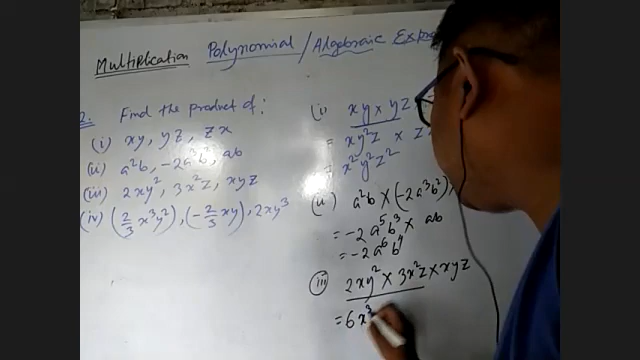 Multiplication Polynomial / Algebraic
2. Find the product of:
(i) xy, yz, zx
(ii) a²b, -2a³b², ab
(iii) 2xy², 3x²z, xyz
(iv) (2/3 x³y²), (-2/3 xy), 2xy³
(i) xy × yz
= xy²z × z
= x²y²z²
(ii) a²b × (-2a³b²)
= -2a⁵b³ × ab
= -2a⁶b⁴
(iii) 2xy² × 3x²z × xyz
= 6x³